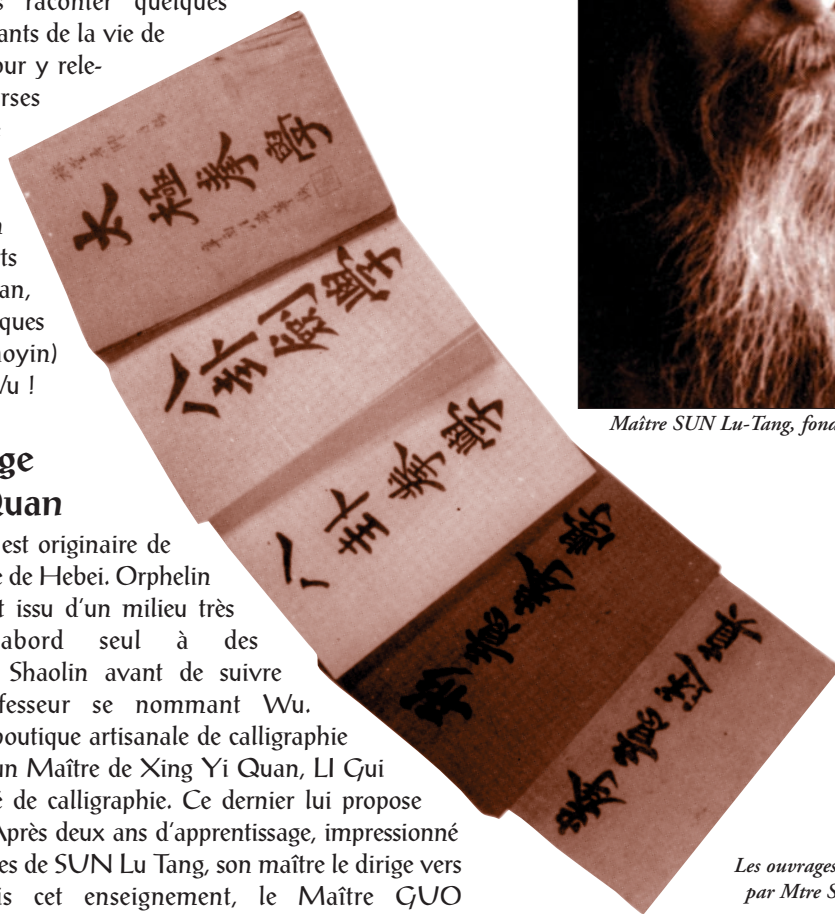 raconter quelques
ants de la vie de
our y rele-
rses
ts
an,
ques
oyin)
ge
Quan
est originaire de
e de Hebei. Orphelin
t issu d'un milieu très
abord seul à des
Shaolin avant de suivre
fesseur se nommant Wu.
boutique artisanale de calligraphie
un Maître de Xing Yi Quan, LI Gui
é de calligraphie. Ce dernier lui propose
Après deux ans d'apprentissage, impressionné
es de SUN Lu Tang, son maître le dirige vers
is cet enseignement, le Maître GUO
太極拳學
八卦劍學
八卦拳學
形意拳學
拳意述真
Maître SUN Lu-Tang, fond
Les ouvrages
par Mtre S